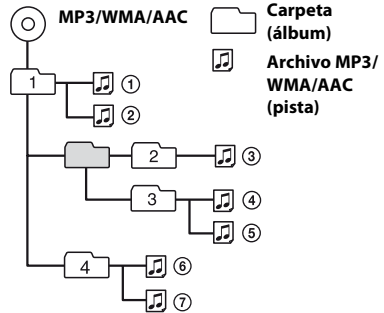 MP3/WMA/AAC
Carpeta
(álbum)
Archivo MP3/
WMA/AAC
(pista)
1
①
②
2
③
3
④
⑤
4
⑥
⑦